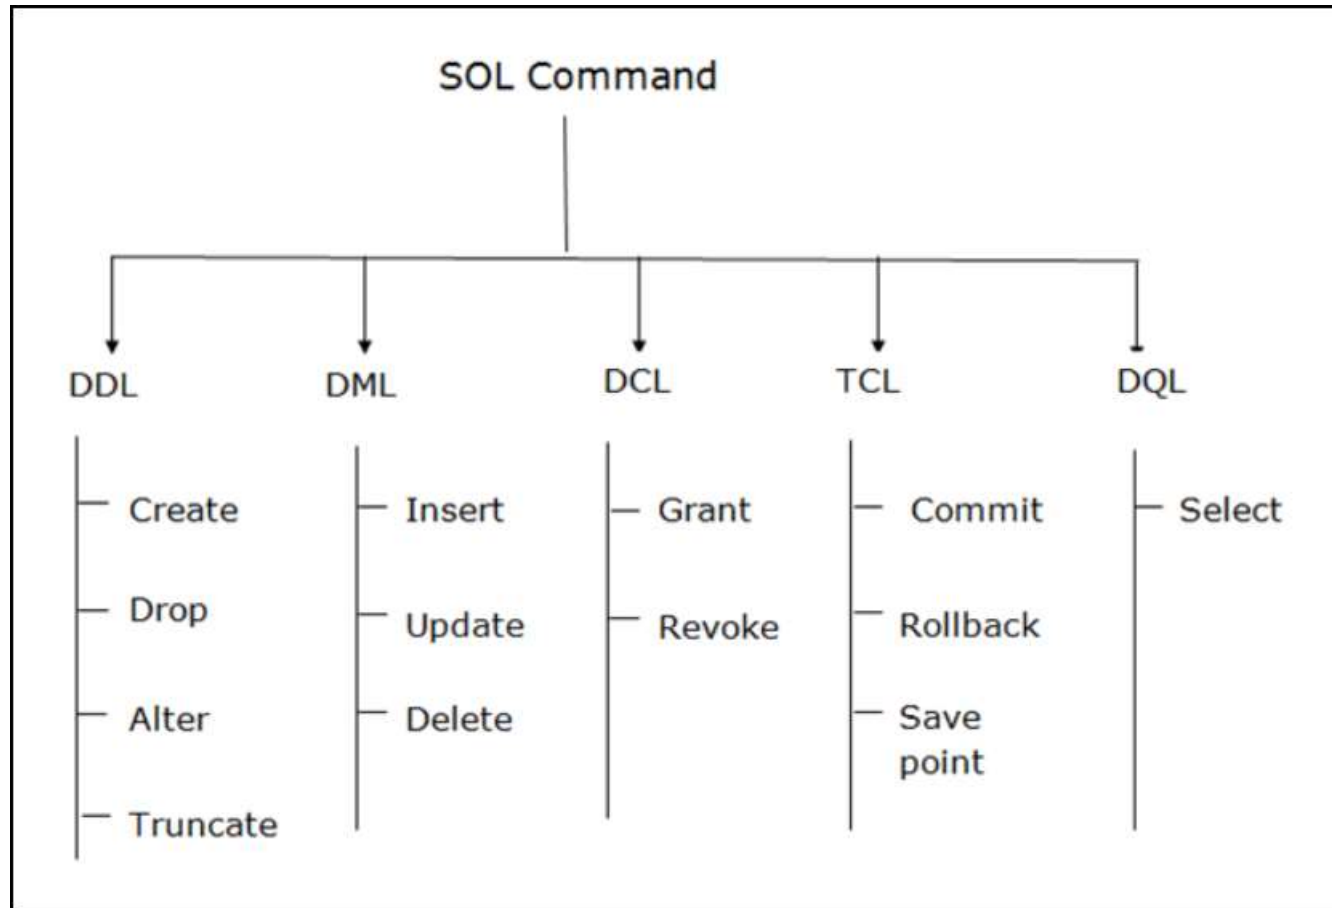 SOL Command
DDL
DML
DCL
TCL
DQL
Create
Drop
Alter
Truncate
Insert
Update
Delete
Grant
Revoke
Commit
Rollback
Save
point
Select